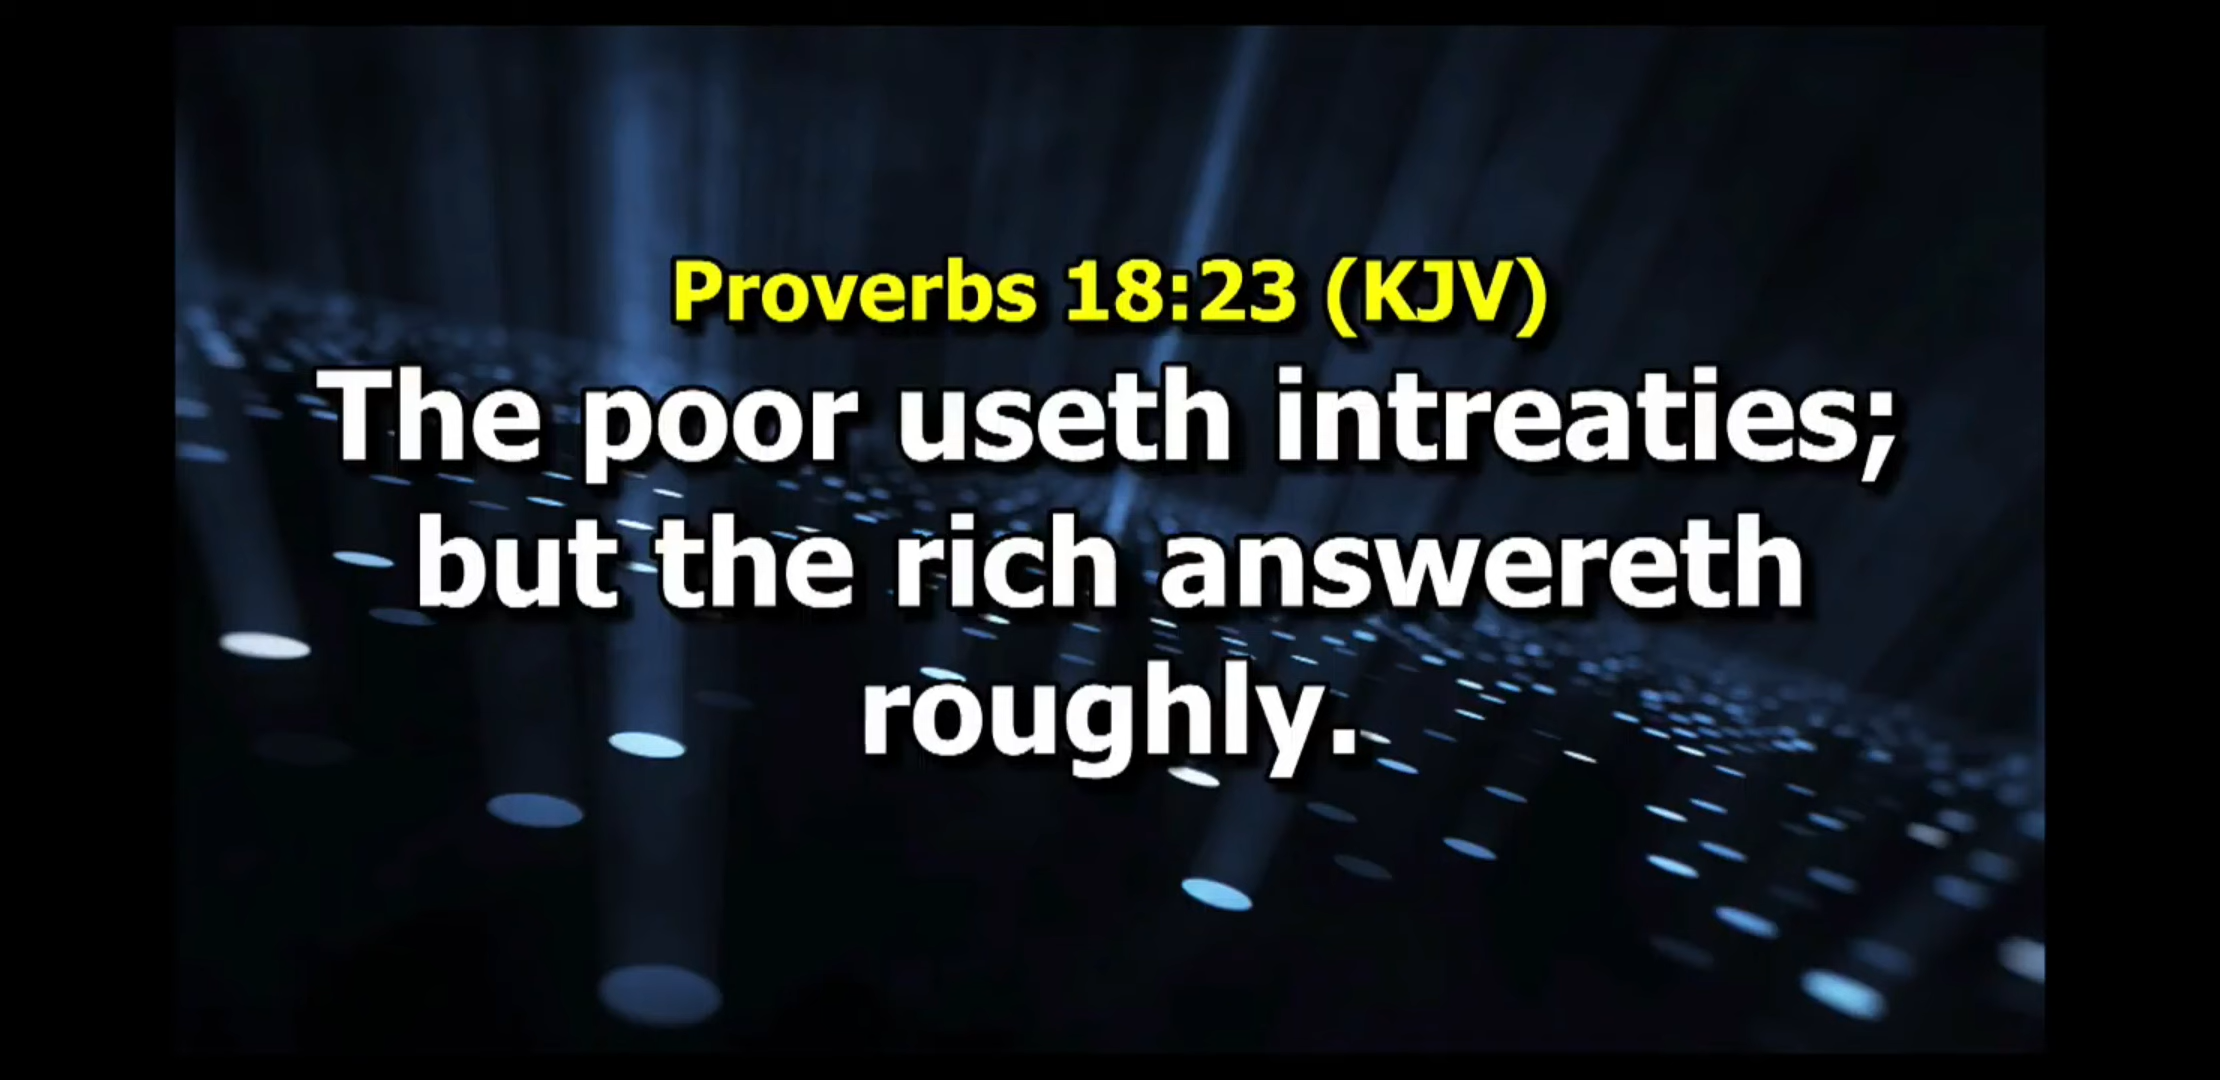 Proverbs 18:23 (KJV)
The poor useth intreaties;
but the rich answereth
roughly.